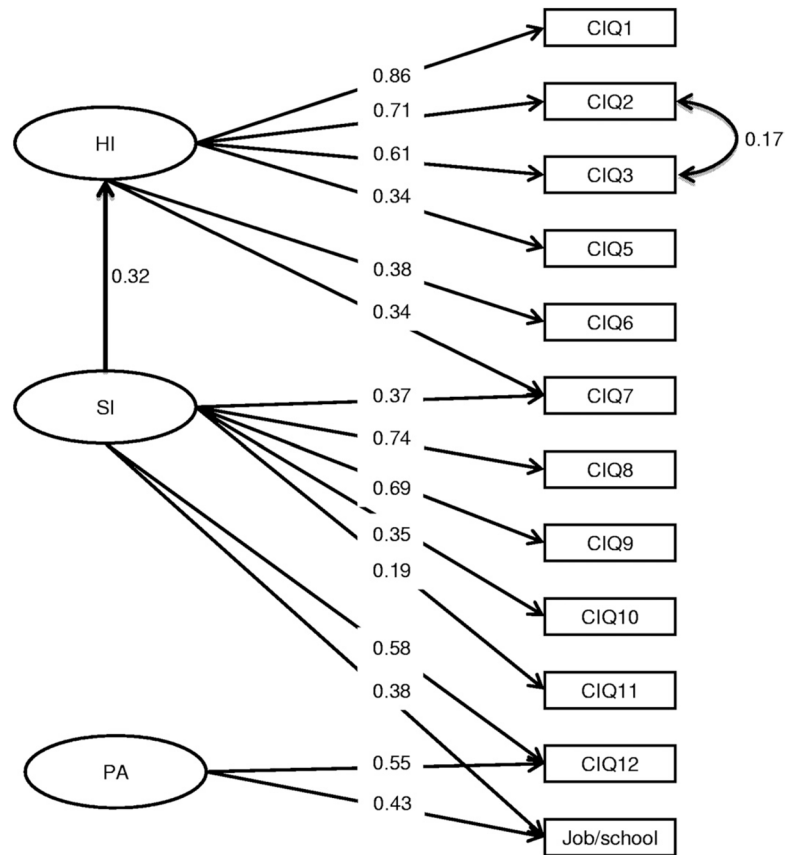 CIQ1
0.86
CIQ2
0.71
HI
0.17
0.61
CIQ3
0.34
CIQ5
0.38
0.32
0.34
CIQ6
0.37
CIQ7
SI
0.74
CIQ8
0.69
0.35
CIQ9
0.19
CIQ10
0.58
0.38
CIQ11
0.55
CIQ12
PA
0.43
Job/school